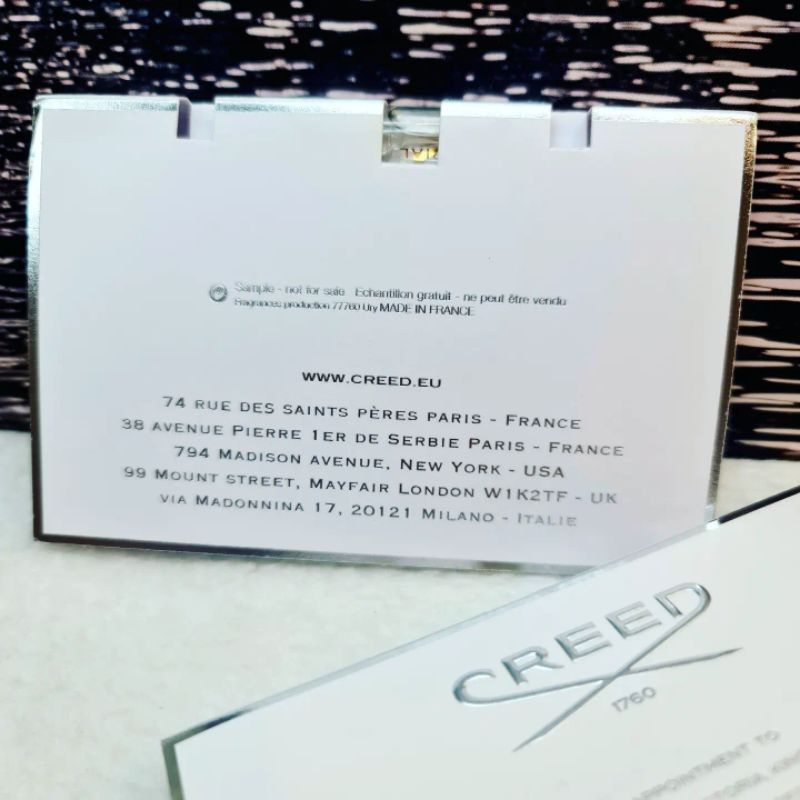 Sample - not for sale Echantillon gratuit - ne peut être vendu
Fragrances production 77760 Ury MADE IN FRANCE
WWW.CREED.EU
74 RUE DES SAINTS PÈRES PARIS - FRANCE
38 AVENUE PIERRE 1ER DE SERBIE PARIS - FRANCE
794 MADISON AVENUE, NEW YORK - USA
99 MOUNT STREET, MAYFAIR LONDON W1K2TF - UK
VIA MADONNINA 17, 20121 MILANO - ITALIE
CREED
1760
APPOINTMENT TO